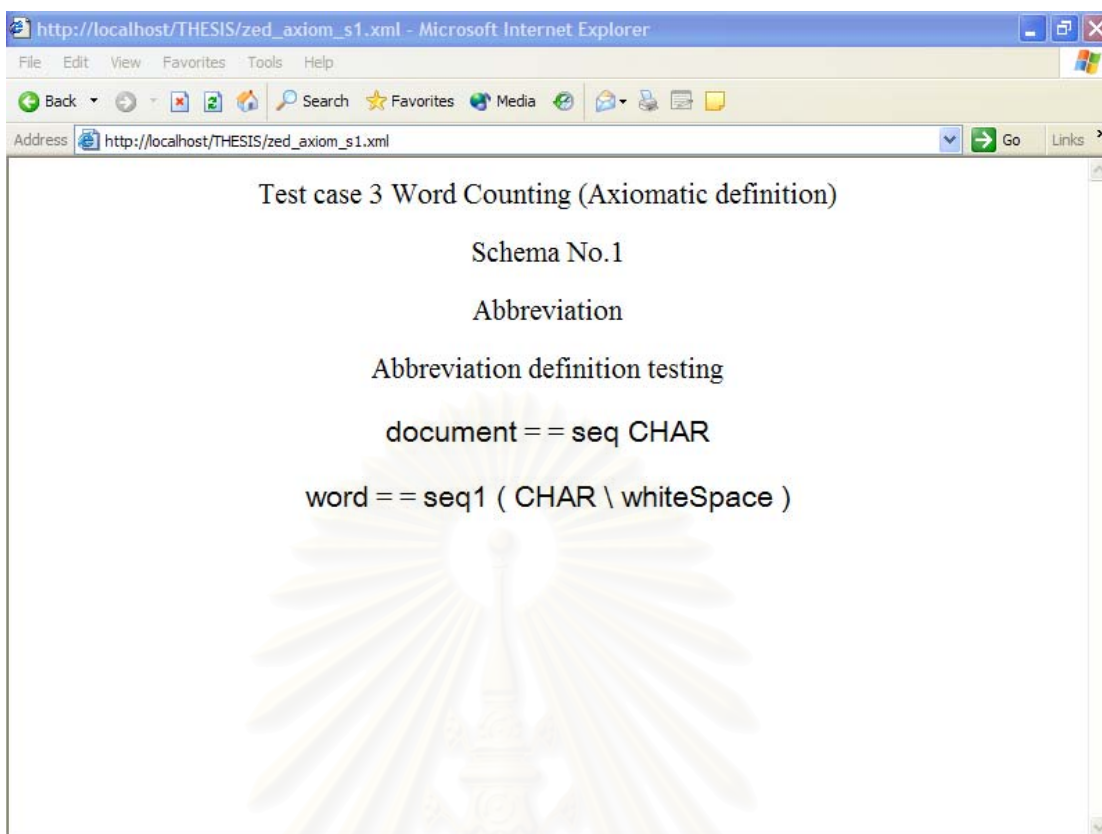 http://localhost/THESIS/zed_axiom_s1.xml - Microsoft Internet Explorer
File Edit View Favorites Tools Help
Back Search Favorites Media
Address http://localhost/THESIS/zed_axiom_s1.xml Go Links
Test case 3 Word Counting (Axiomatic definition)
Schema No.1
Abbreviation
Abbreviation definition testing
document = = seq CHAR
word = = seq1 ( CHAR \ whiteSpace )